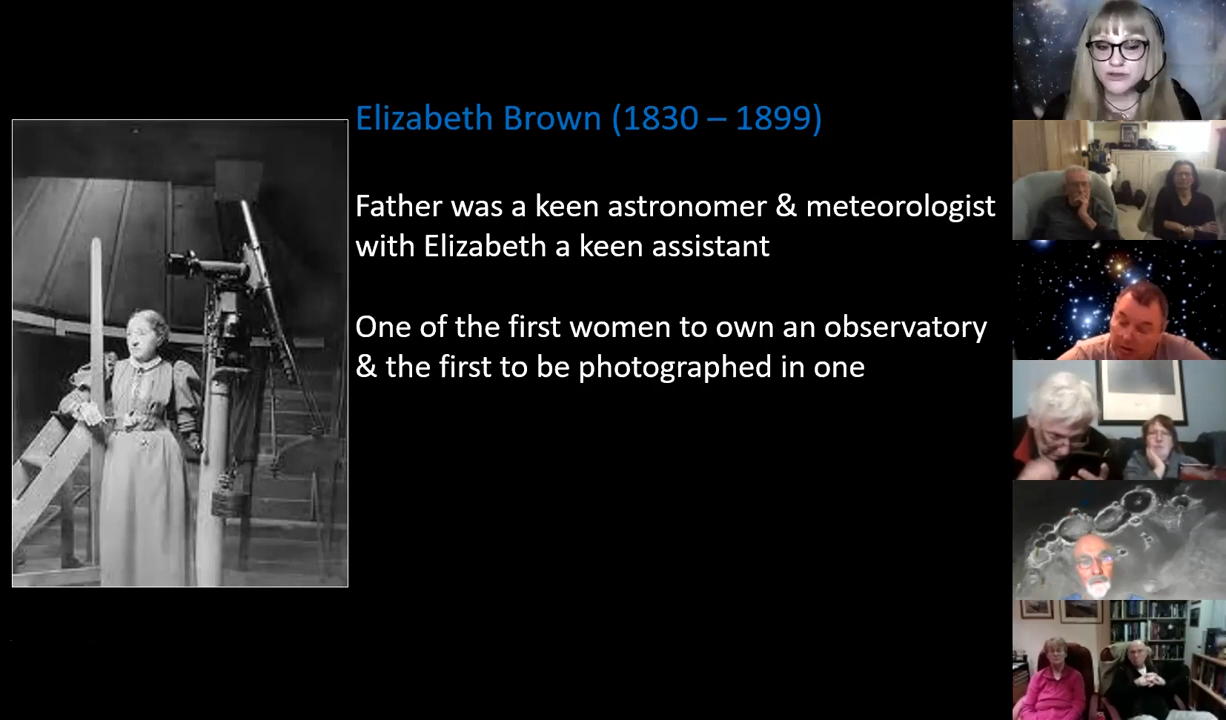 Elizabeth Brown (1830 – 1899)
Father was a keen astronomer & meteorologist
with Elizabeth a keen assistant
One of the first women to own an observatory
& the first to be photographed in one